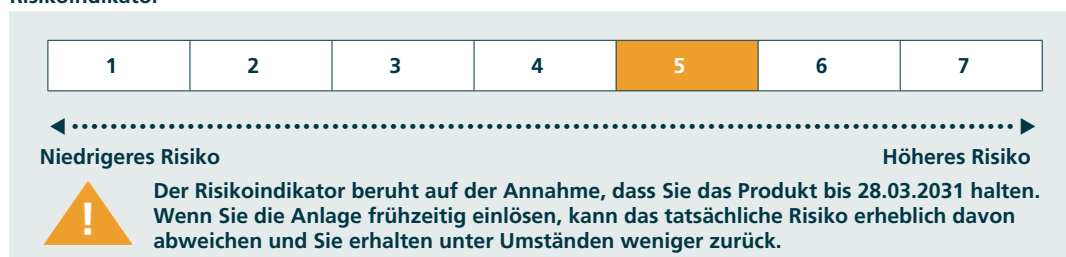 Risikoindikator
1 2 3 4 5 6 7
Niedrigeres Risiko Höheres Risiko
! Der Risikoindikator beruht auf der Annahme, dass Sie das Produkt bis 28.03.2031 halten.
Wenn Sie die Anlage frühzeitig einlösen, kann das tatsächliche Risiko erheblich davon
abweichen und Sie erhalten unter Umständen weniger zurück.